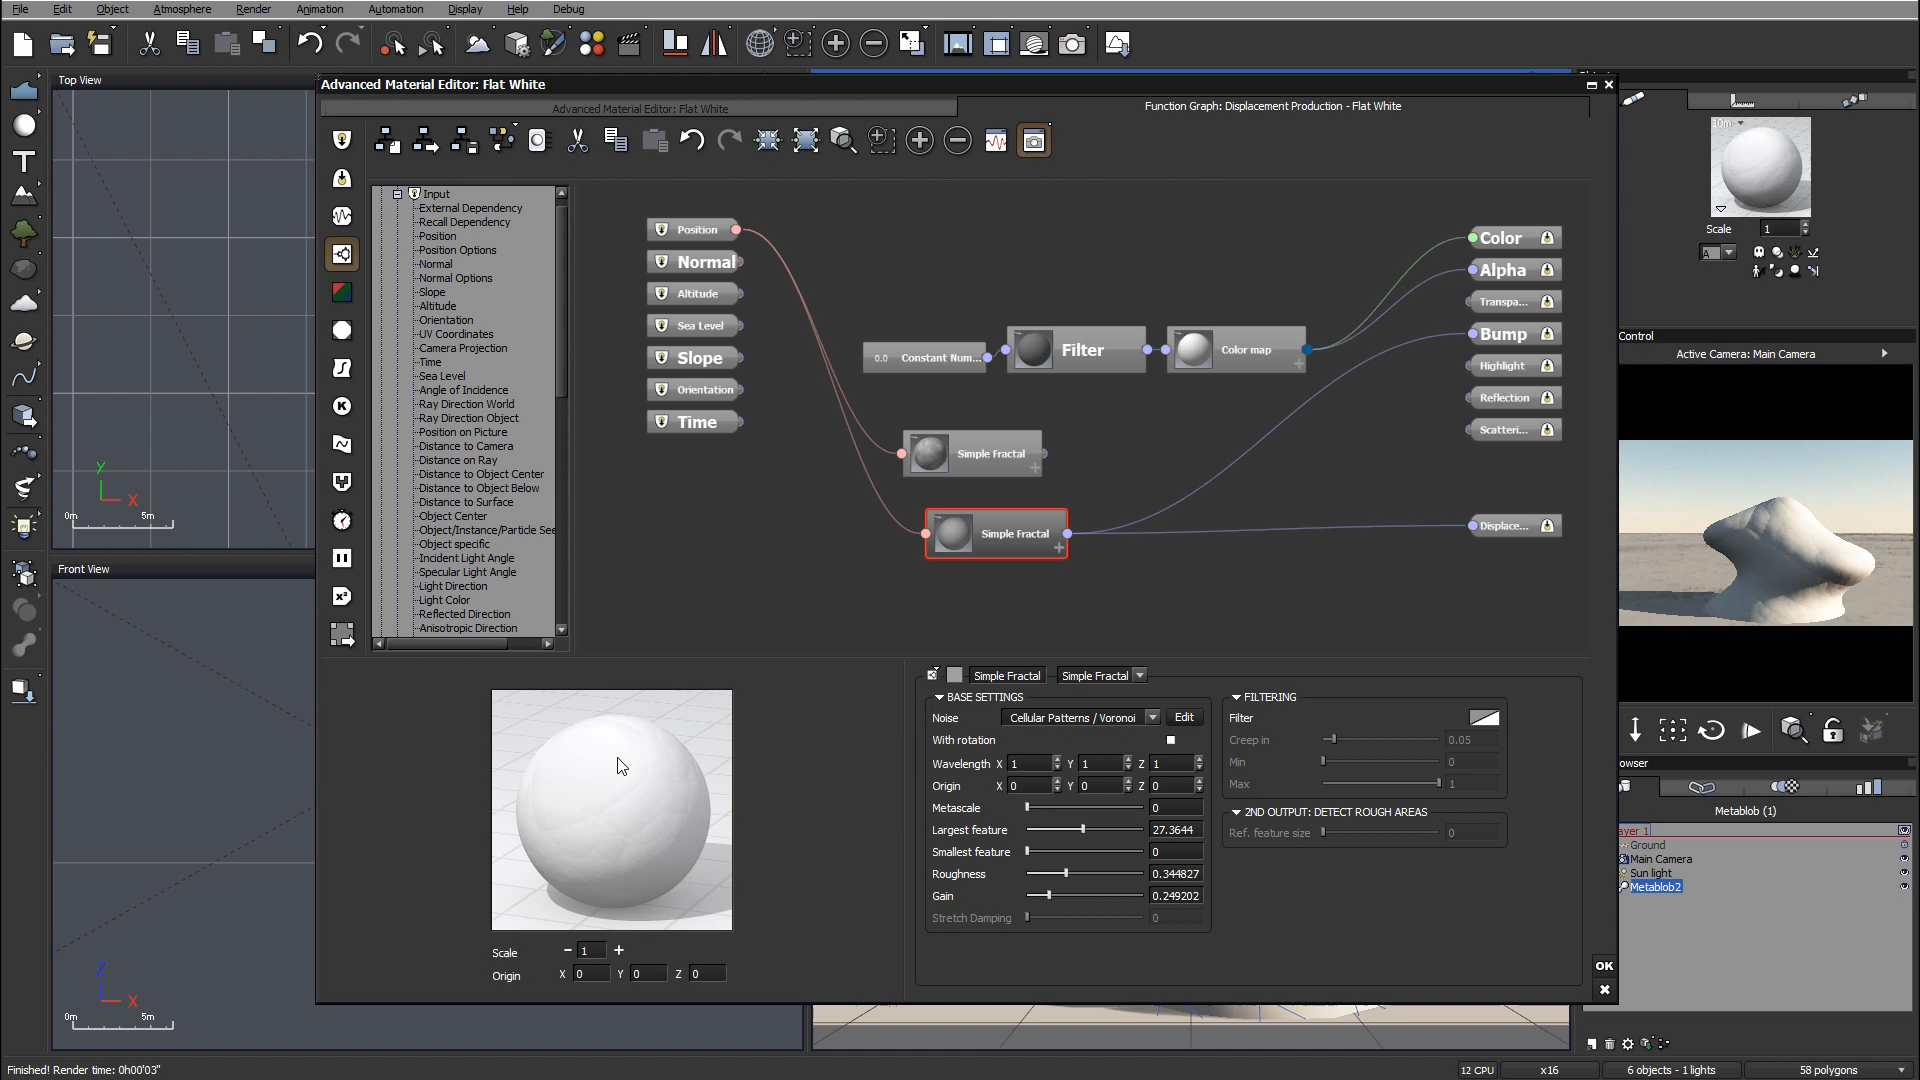 File Edit Object Atmosphere Render Animation Automation Display Help Debug
Top View
Advanced Material Editor: Flat White
Advanced Material Editor: Flat White
Function Graph: Displacement Production - Flat White
Input
External Dependency
Recall Dependency
Position
Position Options
Normal
Normal Options
Slope
Altitude
Orientation
UV Coordinates
Camera Projection
Time
Sea Level
Angle of Incidence
Ray Direction World
Ray Direction Object
Position on Picture
Distance to Camera
Distance on Ray
Distance to Object Center
Distance to Object Below
Distance to Surface
Object Center
Object/Instance/Particle See
Object specific
Incident Light Angle
Specular Light Angle
Light Direction
Light Color
Reflected Direction
Anisotropic Direction
Position
Normal
Altitude
Sea Level
Slope
Orientation
Time
0.0 Constant Num...
Filter
Color map
Simple Fractal
Simple Fractal
Color
Alpha
Transpa...
Bump
Highlight
Reflection
Scatteri...
Displace...
10m
Scale 1
A
Control
Active Camera: Main Camera
Y
X
0m 5m
Front View
Z
X
0m 5m
Scale 1
Origin X 0 Y 0 Z 0
Simple Fractal Simple Fractal
BASE SETTINGS
Noise Cellular Patterns / Voronoi Edit
With rotation
Wavelength X 1 Y 1 Z 1
Origin X 0 Y 0 Z 0
Metascale 0
Largest feature 27.3644
Smallest feature 0
Roughness 0.344827
Gain 0.249202
Stretch Damping 0
FILTERING
Filter
Creep in 0.05
Min 0
Max 1
2ND OUTPUT: DETECT ROUGH AREAS
Ref. feature size 0
OK
owser
Metablob (1)
ayer 1
Ground
Main Camera
Sun light
Metablob2
Finished! Render time: 0h00'03"
12 CPU x16 6 objects - 1 lights 58 polygons